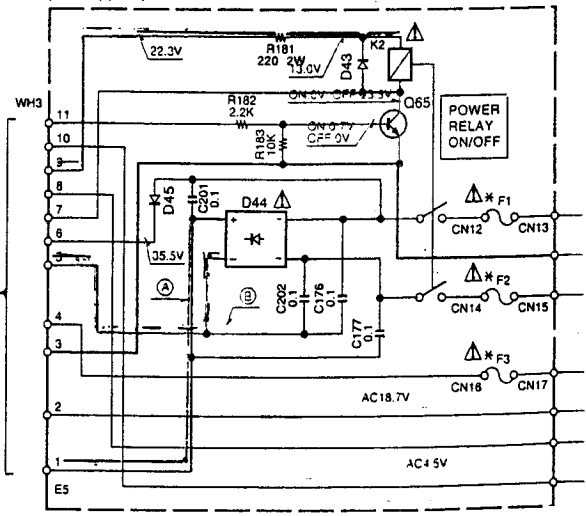 22.3V
R181
220 2W
13.0V
D43
K2
WH3
11
10
9
8
7
6
5
4
3
2
1
E5
R182
2.2K
R183
10K
ON 0V OFF 23.3V
ON 0.7V
OFF 0V
Q65
POWER
RELAY
ON/OFF
D45
C201
0.1
D44
35.5V
A
B
C202
0.1
C176
0.1
C177
0.1
* F1
CN12
CN13
* F2
CN14
CN15
* F3
CN16
CN17
AC18.7V
AC4.5V